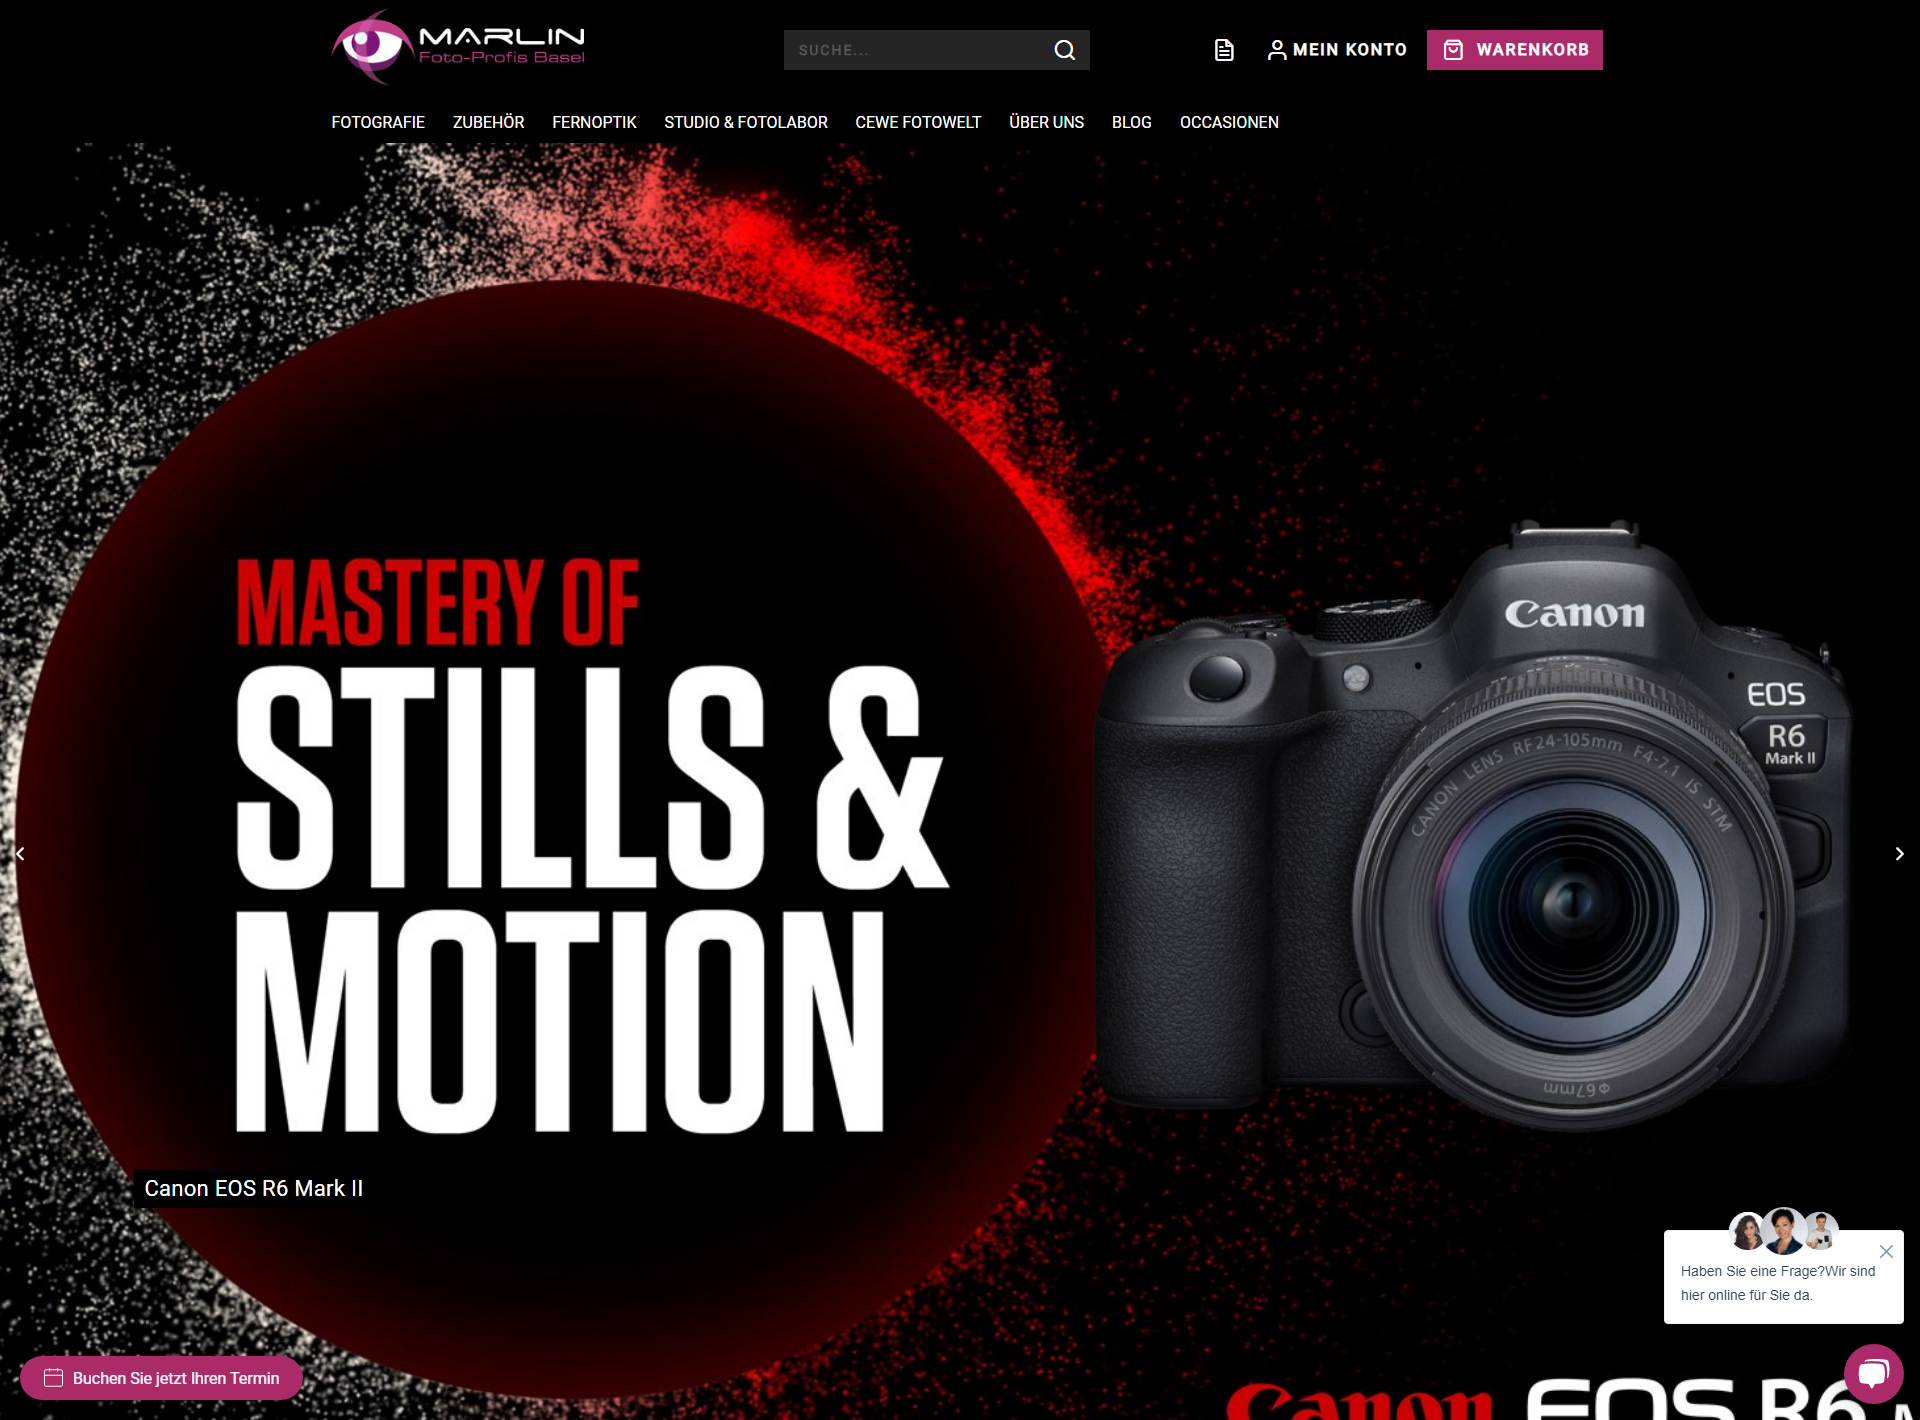 MARLIN
Foto-Profis Basel
SUCHE...
MEIN KONTO
WARENKORB
FOTOGRAFIE
ZUBEHÖR
FERNOPTIK
STUDIO & FOTOLABOR
CEWE FOTOWELT
ÜBER UNS
BLOG
OCCASIONEN
MASTERY OF
STILLS &
MOTION
Canon
EOS
R6
Mark II
CANON LENS RF24-105mm F4-7.1 IS STM
Φ67mm
Canon EOS R6 Mark II
Haben Sie eine Frage?Wir sind
hier online für Sie da.
Buchen Sie jetzt Ihren Termin
Canon EOS R6